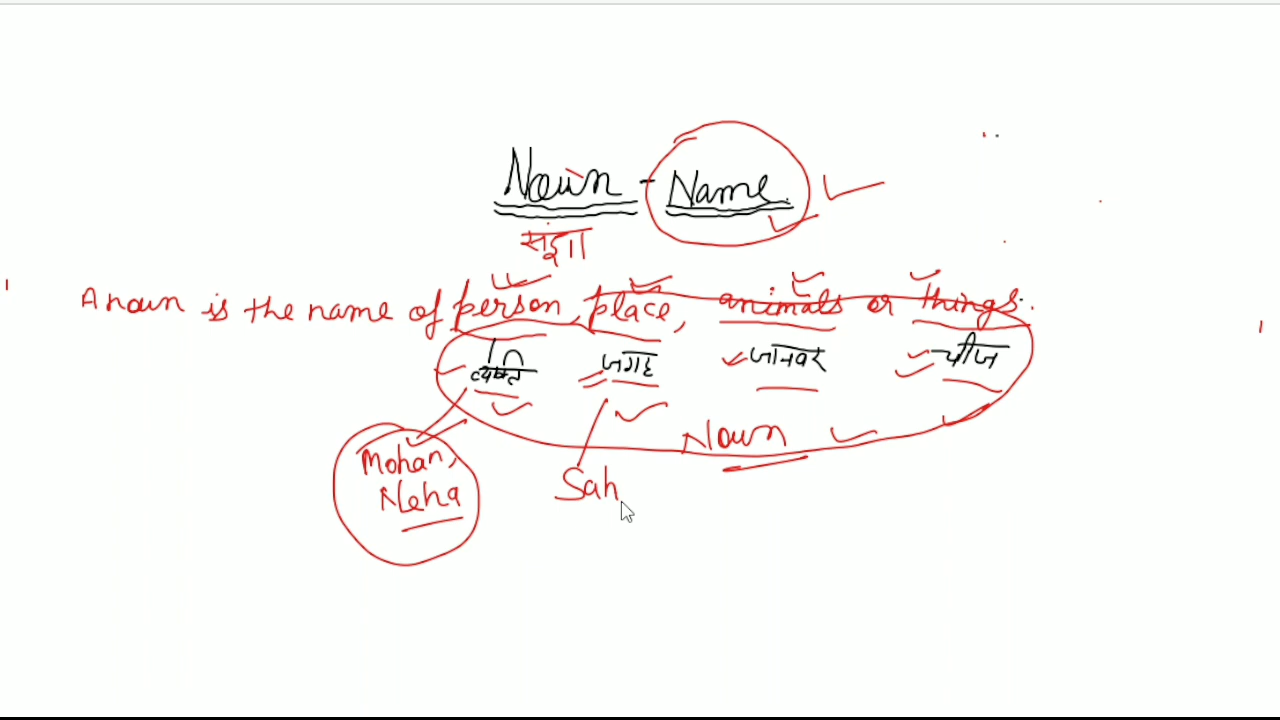 Noun - Name
संज्ञा
A noun is the name of person, place, animals or things.
व्यक्ति जगह जानवर चीज
Noun
Mohan,
Neha
Sah